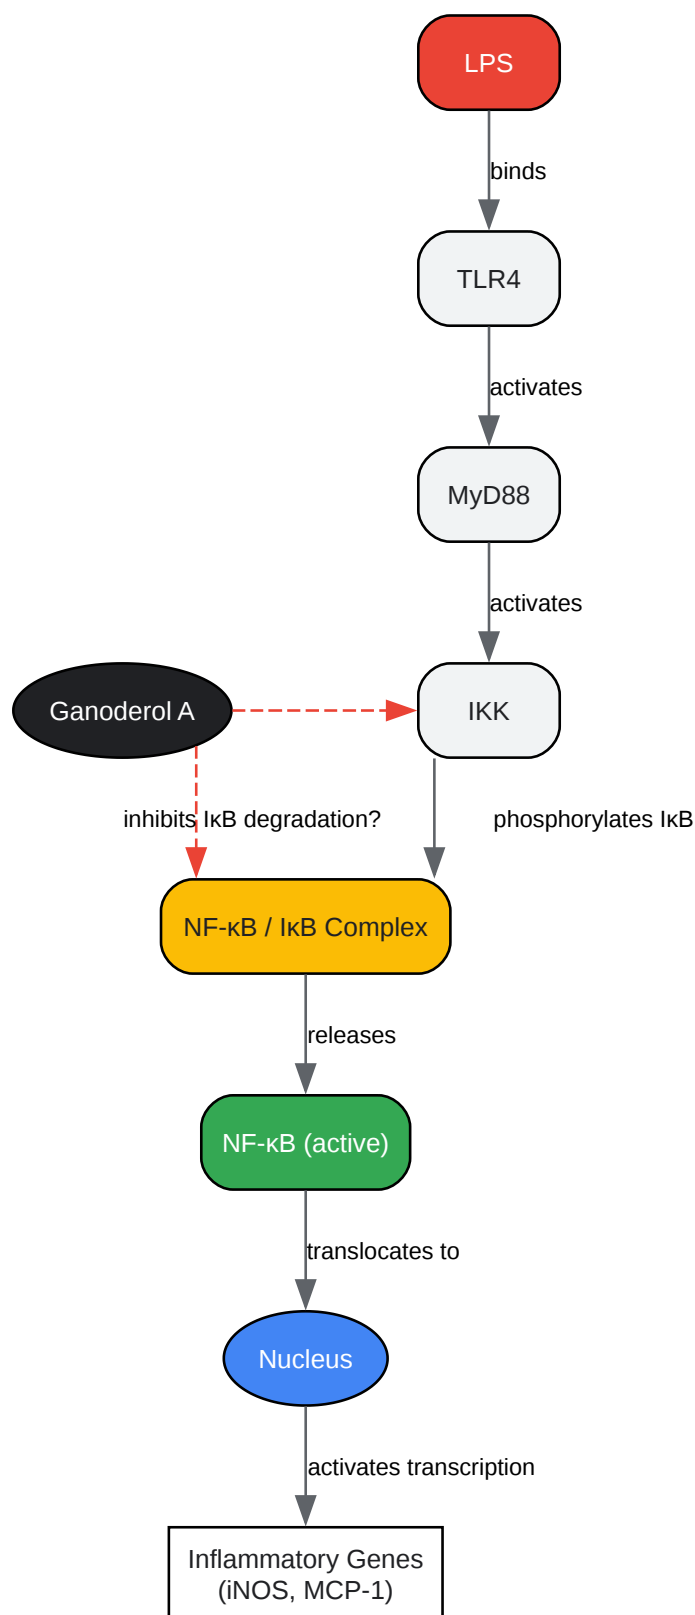 LPS
binds
TLR4
activates
MyD88
activates
Ganoderol A
IKK
inhibits IκB degradation?
phosphorylates IκB
NF-κB / IκB Complex
releases
NF-κB (active)
translocates to
Nucleus
activates transcription
Inflammatory Genes
(iNOS, MCP-1)